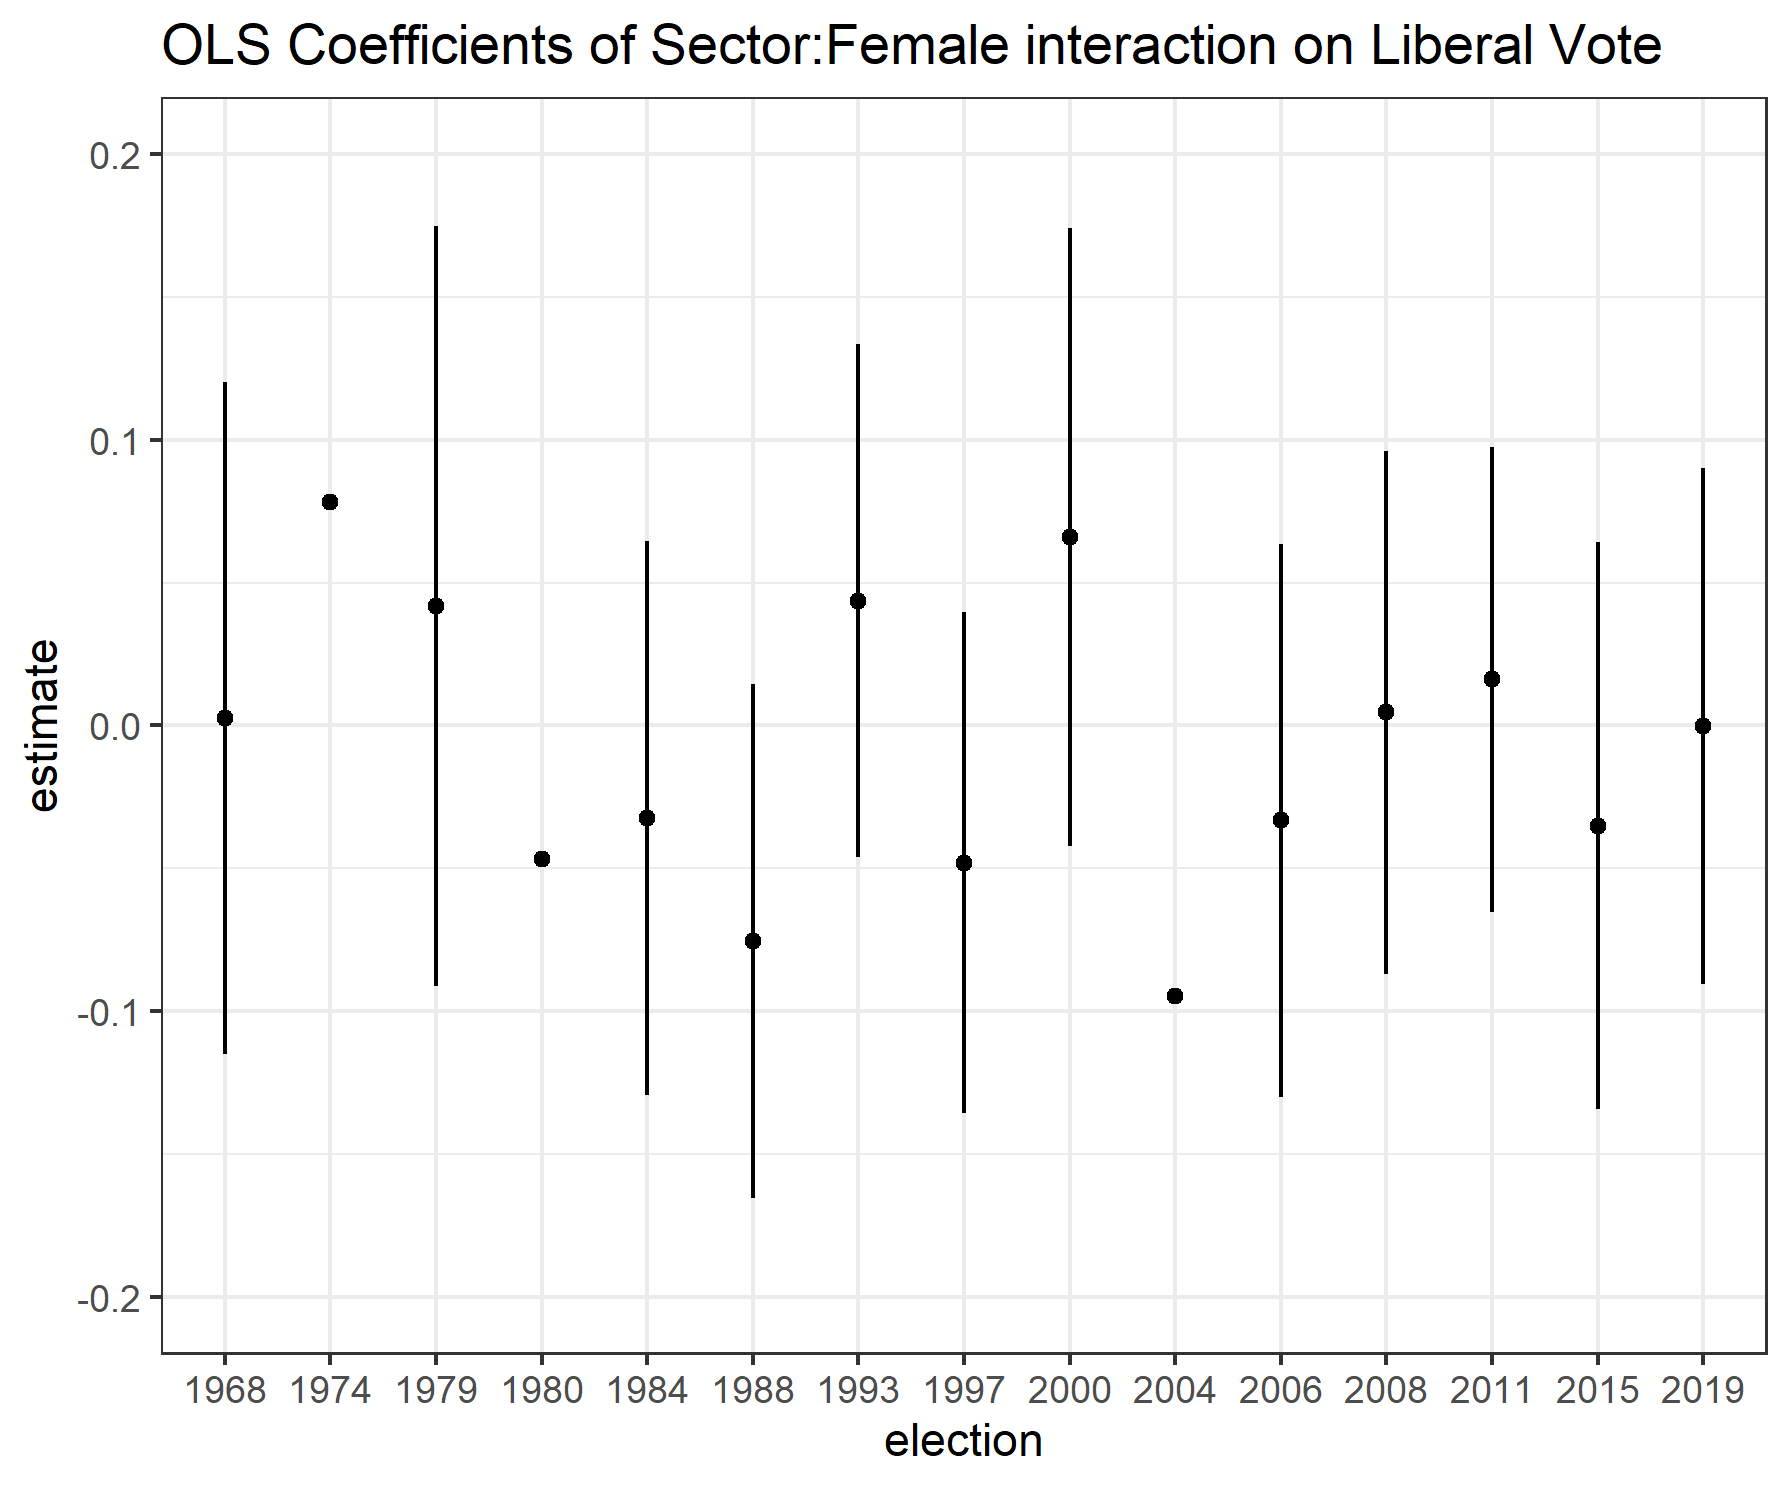 OLS Coefficients of Sector:Female interaction on Liberal Vote
estimate
0.2
0.1
0.0
-0.1
-0.2
1968 1974 1979 1980 1984 1988 1993 1997 2000 2004 2006 2008 2011 2015 2019
election